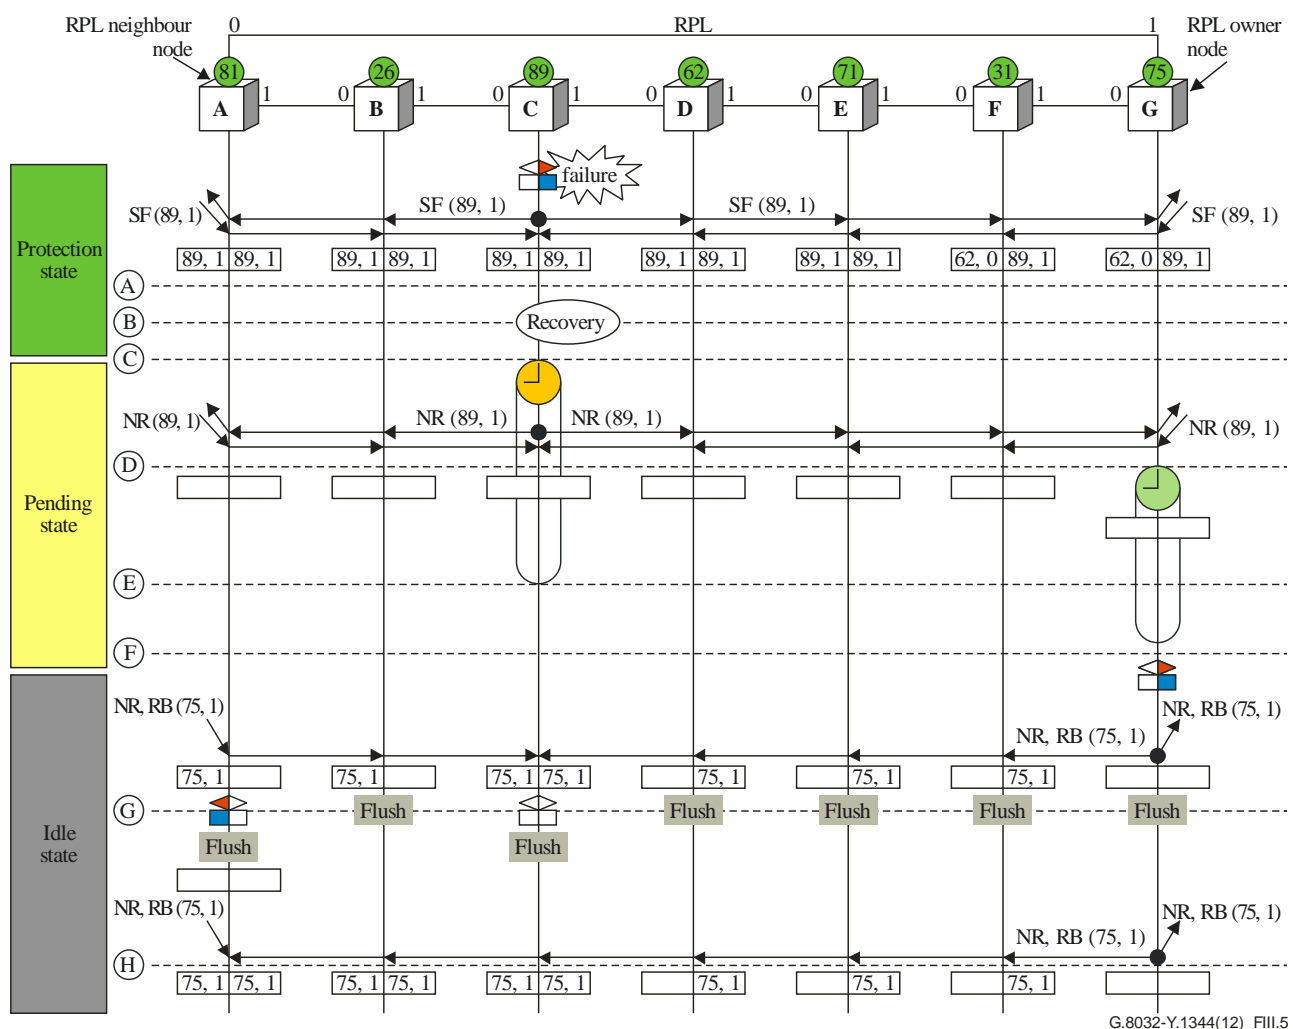 RPL neighbour
node
0
RPL
1
RPL owner
node
81
26
89
62
71
31
75
A
1
0
B
1
0
C
1
0
D
1
0
E
1
0
F
1
0
G
failure
SF (89, 1)
SF (89, 1)
SF (89, 1)
SF (89, 1)
Protection
state
89, 1 89, 1
89, 1 89, 1
89, 1 89, 1
89, 1 89, 1
89, 1 89, 1
62, 0 89, 1
62, 0 89, 1
A
B
Recovery
C
NR (89, 1)
NR (89, 1)
NR (89, 1)
NR (89, 1)
D
Pending
state
E
F
NR, RB (75, 1)
NR, RB (75, 1)
NR, RB (75, 1)
75, 1
75, 1
75, 1 75, 1
75, 1
75, 1
75, 1
G
Flush
Flush
Flush
Flush
Flush
Idle
state
Flush
Flush
NR, RB (75, 1)
NR, RB (75, 1)
NR, RB (75, 1)
H
75, 1 75, 1
75, 1 75, 1
75, 1 75, 1
75, 1
75, 1
75, 1
G.8032-Y.1344(12)_FIII.5